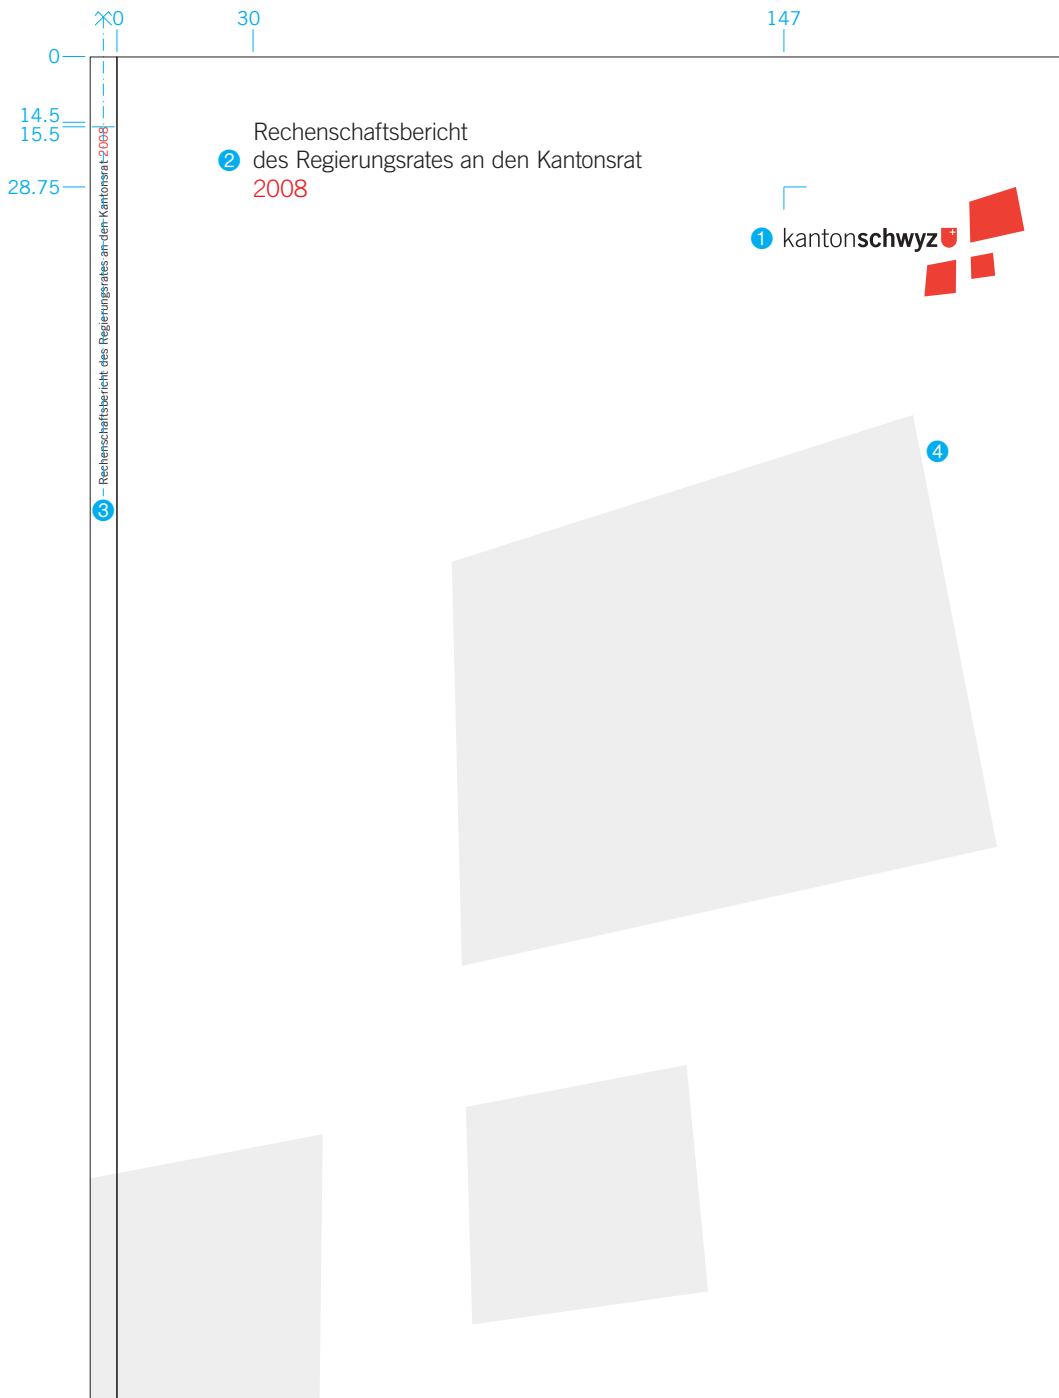 0
30
147
0
14.5
15.5
28.75
Rechenschaftsbericht
2 des Regierungsrates an den Kantonsrat
2008
1 kantonschwyz
Rechenschaftsbericht des Regierungsrates an den Kantonsrat 2008
3
4